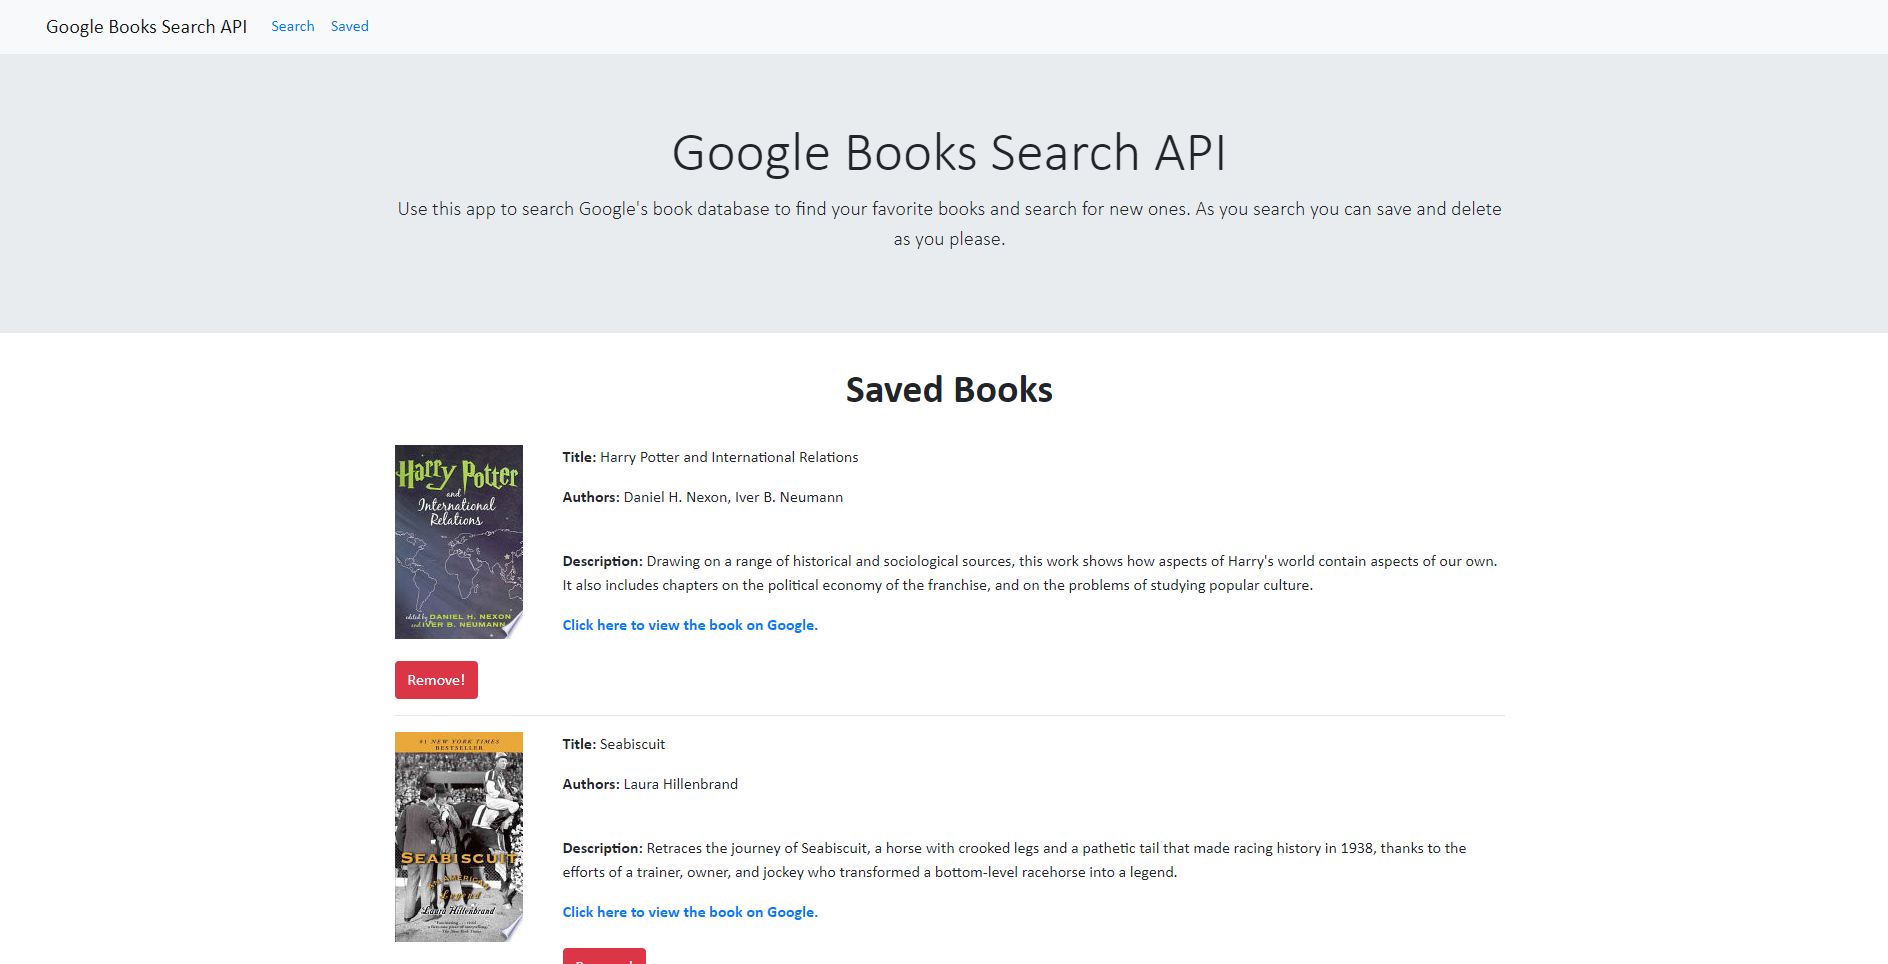 Google Books Search API Search Saved
Google Books Search API
Use this app to search Google's book database to find your favorite books and search for new ones. As you search you can save and delete
as you please.
Saved Books
Harry Potter
and
International
Relations
edited by DANIEL H. NEXON
and IVER B. NEUMANN
Title: Harry Potter and International Relations
Authors: Daniel H. Nexon, Iver B. Neumann
Description: Drawing on a range of historical and sociological sources, this work shows how aspects of Harry's world contain aspects of our own.
It also includes chapters on the political economy of the franchise, and on the problems of studying popular culture.
Click here to view the book on Google.
Remove!
#1 NEW YORK TIMES
BESTSELLER
SEABISCUIT
AN AMERICAN
Legend
Laura Hillenbrand
Title: Seabiscuit
Authors: Laura Hillenbrand
Description: Retraces the journey of Seabiscuit, a horse with crooked legs and a pathetic tail that made racing history in 1938, thanks to the
efforts of a trainer, owner, and jockey who transformed a bottom-level racehorse into a legend.
Click here to view the book on Google.